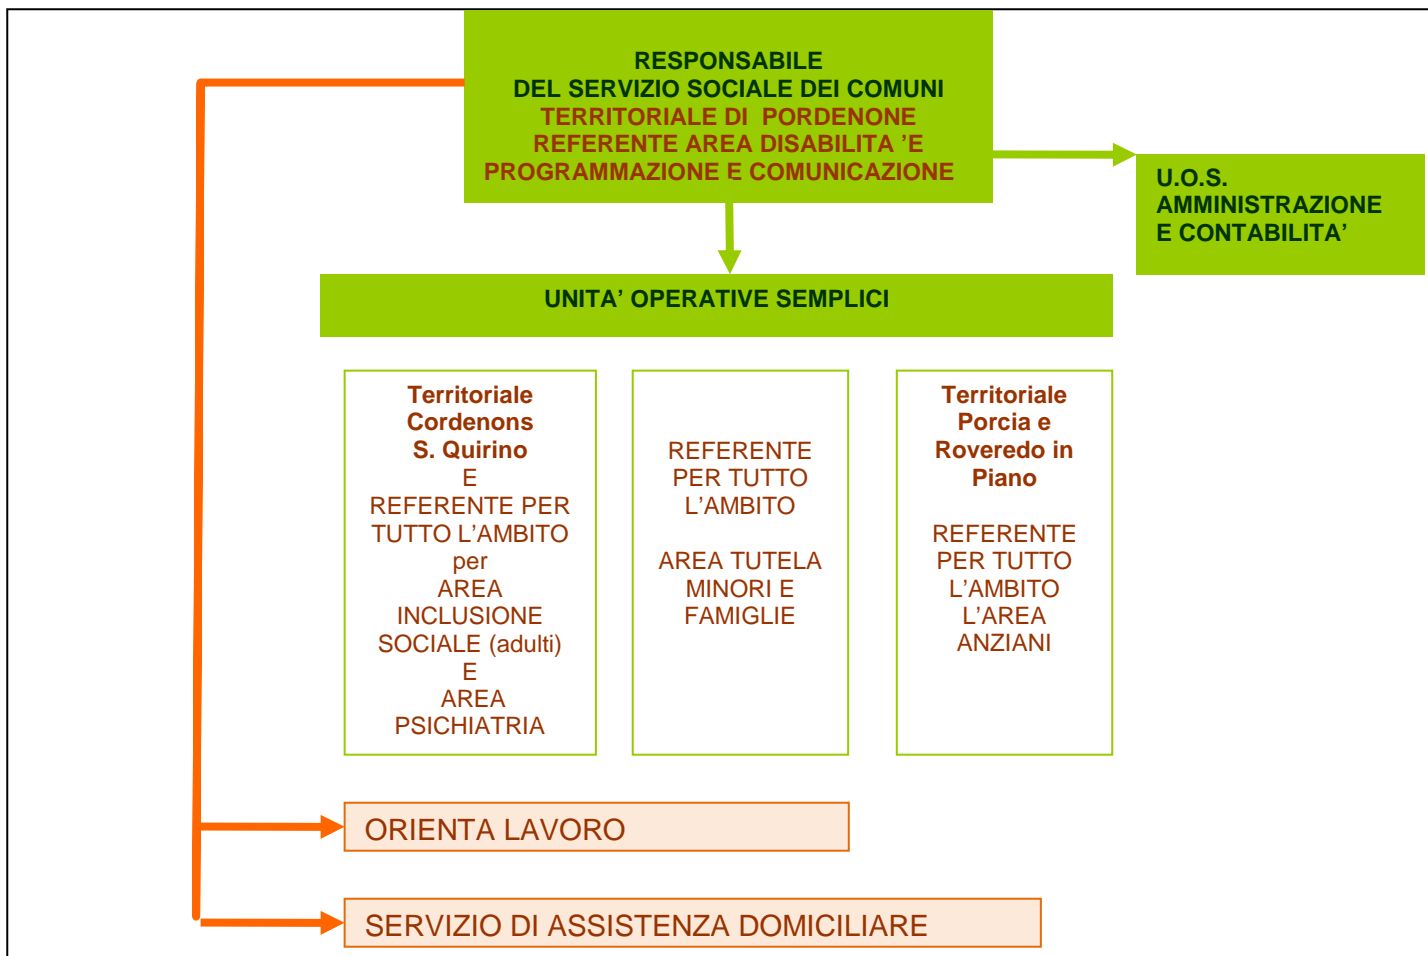 RESPONSABILE
DEL SERVIZIO SOCIALE DEI COMUNI
TERRITORIALE DI PORDENONE
REFERENTE AREA DISABILITA 'E
PROGRAMMAZIONE E COMUNICAZIONE
U.O.S.
AMMINISTRAZIONE
E CONTABILITA'
UNITA' OPERATIVE SEMPLICI
Territoriale
Cordenons
S. Quirino
E
REFERENTE PER
TUTTO L'AMBITO
per
AREA
INCLUSIONE
SOCIALE (adulti)
E
AREA
PSICHIATRIA
REFERENTE
PER TUTTO
L'AMBITO
AREA TUTELA
MINORI E
FAMIGLIE
Territoriale
Porcia e
Roveredo in
Piano
REFERENTE
PER TUTTO
L'AMBITO
L'AREA
ANZIANI
ORIENTA LAVORO
SERVIZIO DI ASSISTENZA DOMICILIARE